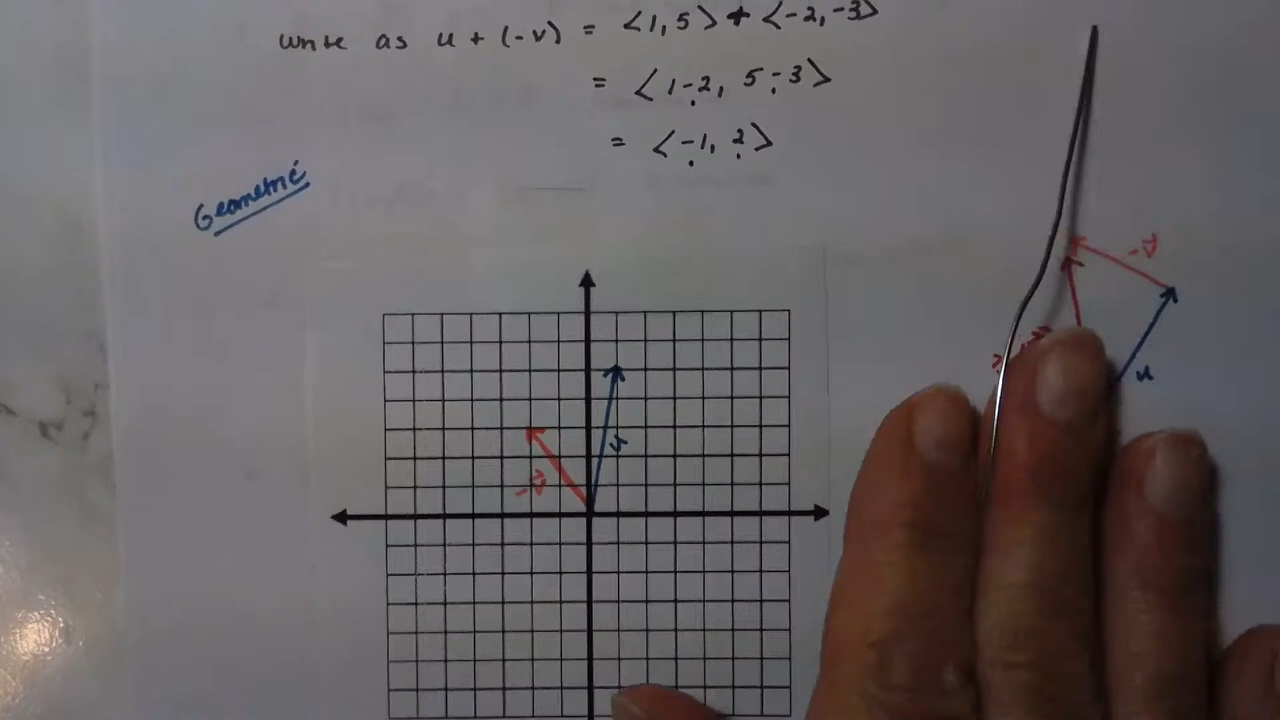 write as u + (-v) = <1, 5> + <-2, -3>
= <1-2, 5-3>
= <-1, 2>
Geometric
-v⃗
u
u
-v⃗